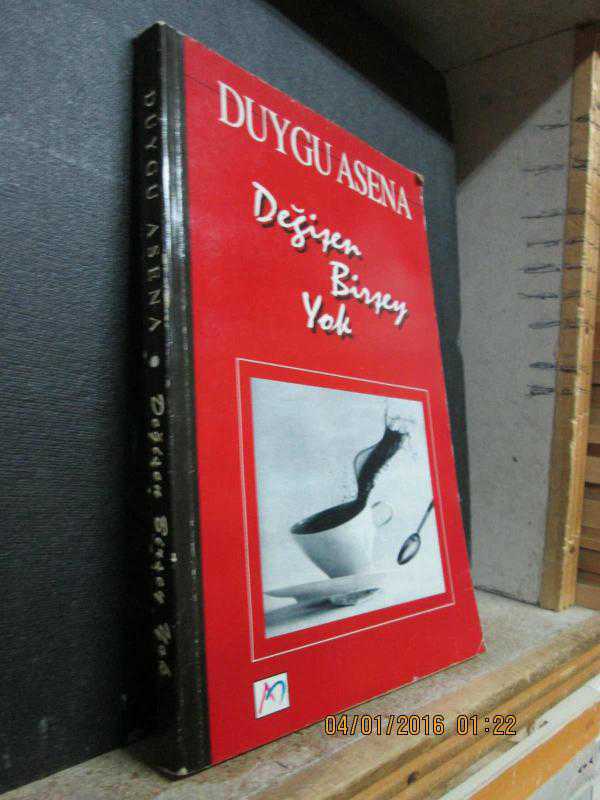 DUYGU ASENA
Değişen
Birşey
Yok
DUYGU ASENA • Değişen Birşey Yok
04/01/2016 01:22